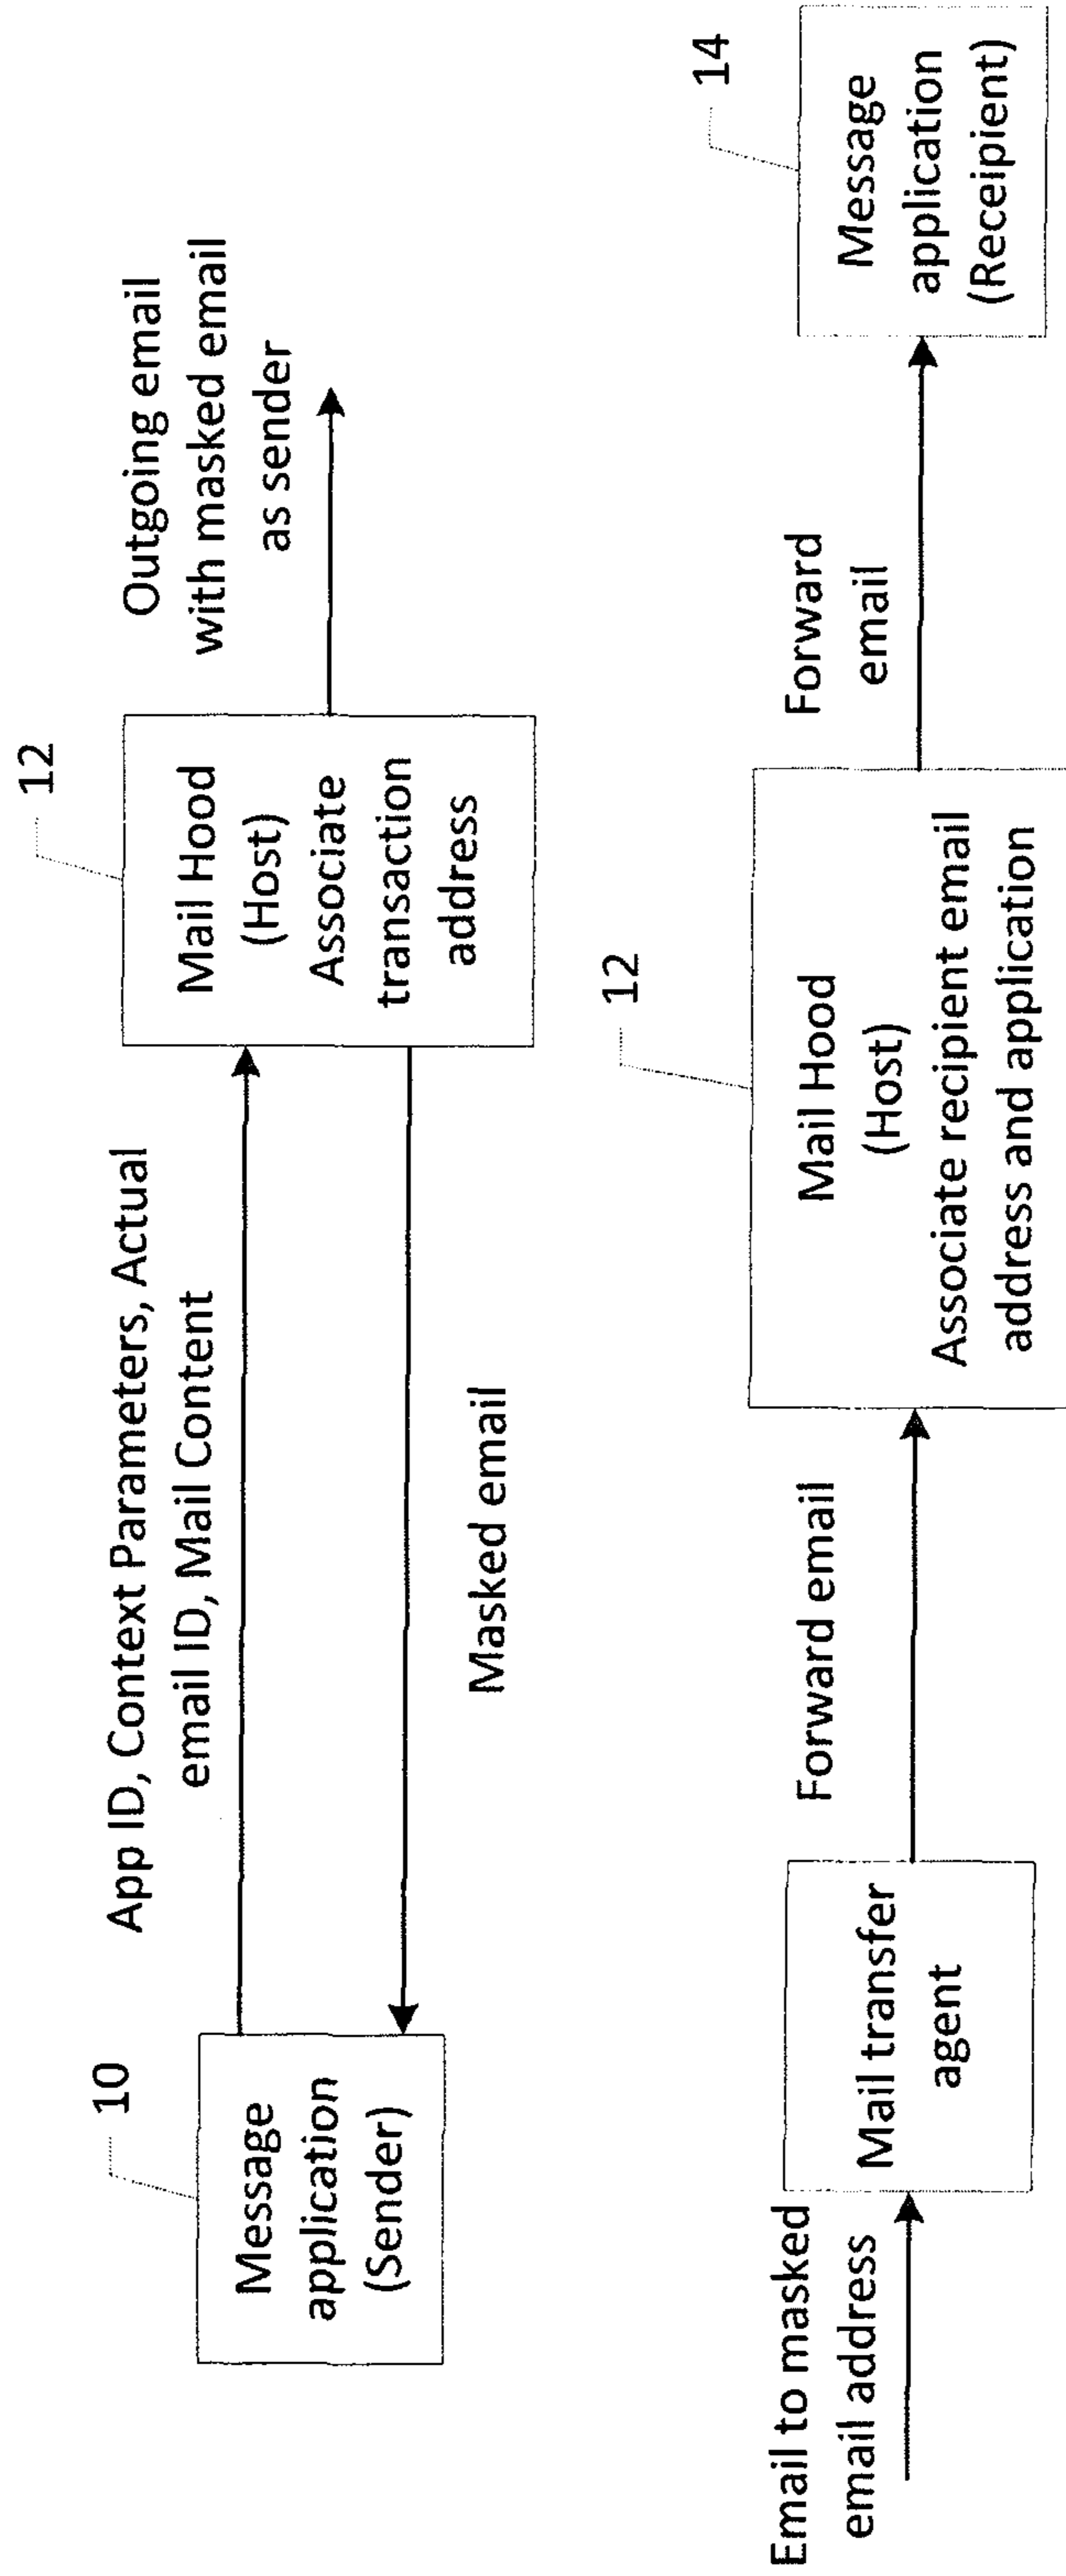 10
Message
application
(Sender)
App ID, Context Parameters, Actual
email ID, Mail Content
Masked email
12
Mail Hood
(Host)
Associate
transaction
address
Outgoing email
with masked email
as sender
Email to masked
email address
Mail transfer
agent
Forward email
12
Mail Hood
(Host)
Associate recipient email
address and application
Forward
email
14
Message
application
(Receipient)